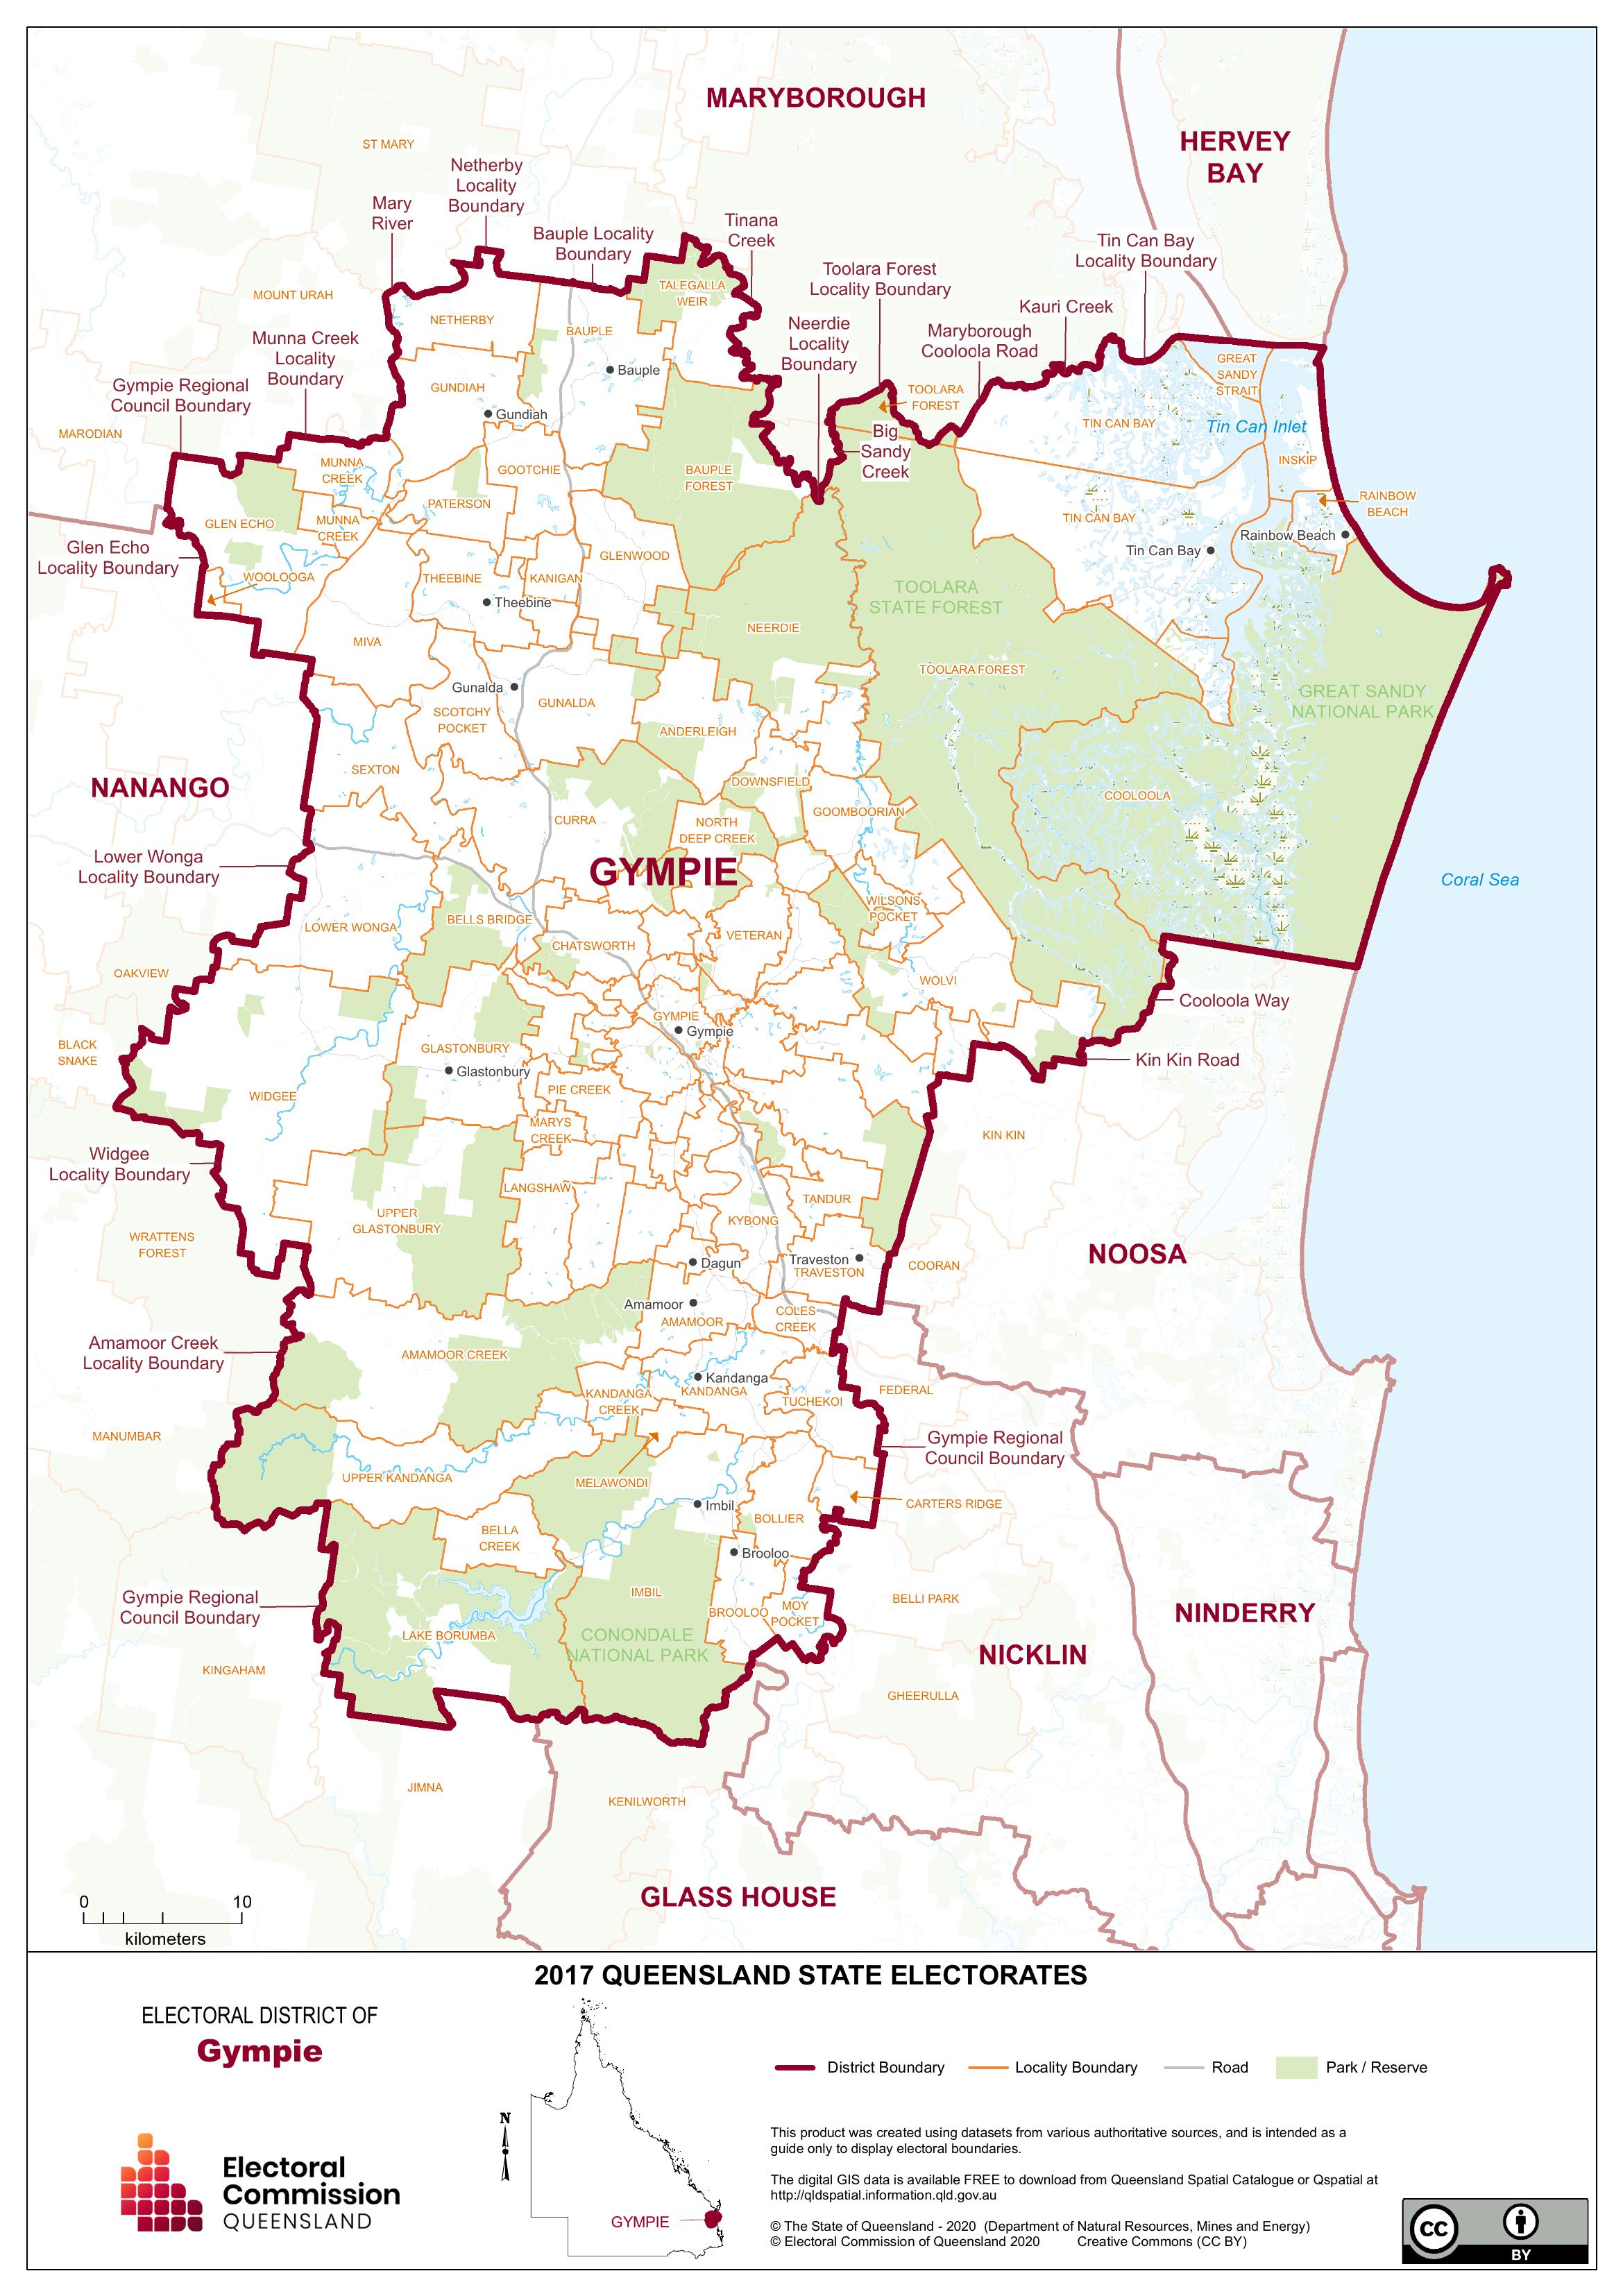 MARYBOROUGH
HERVEY
BAY
ST MARY
Netherby
Locality
Boundary
Mary
River
Bauple Locality
Boundary
Tinana
Creek
Tin Can Bay
Locality Boundary
Toolara Forest
Locality Boundary
Kauri Creek
Neerdie
Locality
Boundary
Maryborough
Cooloola Road
MOUNT URAH
TALEGALLA
WEIR
NETHERBY
BAUPLE
Munna Creek
Locality
Boundary
Gympie Regional
Council Boundary
Bauple
GUNDIAH
Gundiah
GREAT
SANDY
STRAIT
TOOLARA
FOREST
TIN CAN BAY
Tin Can Inlet
Big
Sandy
Creek
MARODIAN
MUNNA
CREEK
GOOTCHIE
BAUPLE
FOREST
INSKIP
RAINBOW
BEACH
PATERSON
GLEN ECHO
MUNNA
CREEK
TIN CAN BAY
Rainbow Beach
Tin Can Bay
Glen Echo
Locality Boundary
GLENWOOD
WOOLOOGA
THEEBINE
KANIGAN
TOOLARA
STATE FOREST
Theebine
NEERDIE
MIVA
TOOLARA FOREST
Gunalda
GUNALDA
GREAT SANDY
NATIONAL PARK
SCOTCHY
POCKET
ANDERLEIGH
SEXTON
DOWNSFIELD
NANANGO
COOLOOLA
CURRA
NORTH
DEEP CREEK
GOOMBOORIAN
GYMPIE
Lower Wonga
Locality Boundary
Coral Sea
WILSONS
POCKET
LOWER WONGA
BELLS BRIDGE
CHATSWORTH
VETERAN
OAKVIEW
WOLVI
Cooloola Way
GYMPIE
Gympie
BLACK
SNAKE
GLASTONBURY
Glastonbury
Kin Kin Road
WIDGEE
PIE CREEK
MARYS
CREEK
KIN KIN
Widgee
Locality Boundary
LANGSHAW
TANDUR
UPPER
GLASTONBURY
KYBONG
WRATTENS
FOREST
NOOSA
Dagun
Traveston
TRAVESTON
COORAN
Amamoor
AMAMOOR
COLES
CREEK
Amamoor Creek
Locality Boundary
AMAMOOR CREEK
Kandanga
KANDANGA
KANDANGA
CREEK
TUCHEKOI
FEDERAL
MANUMBAR
Gympie Regional
Council Boundary
UPPER KANDANGA
MELAWONDI
Imbil
CARTERS RIDGE
BOLLIER
BELLA
CREEK
Brooloo
Gympie Regional
Council Boundary
IMBIL
BELLI PARK
BROOLOO
MOY
POCKET
NINDERRY
LAKE BORUMBA
CONONDALE
NATIONAL PARK
NICKLIN
KINGAHAM
GHEERULLA
JIMNA
KENILWORTH
GLASS HOUSE
0 10
kilometers
2017 QUEENSLAND STATE ELECTORATES
ELECTORAL DISTRICT OF
Gympie
District Boundary
Locality Boundary
Road
Park / Reserve
N
GYMPIE
Electoral
Commission
QUEENSLAND
This product was created using datasets from various authoritative sources, and is intended as a
guide only to display electoral boundaries.
The digital GIS data is available FREE to download from Queensland Spatial Catalogue or Qspatial at
http://qldspatial.information.qld.gov.au
© The State of Queensland - 2020 (Department of Natural Resources, Mines and Energy)
© Electoral Commission of Queensland 2020 Creative Commons (CC BY)
CC
BY